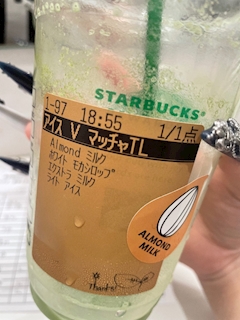 STARBUCKS®
1-97 18:55 1/1点
アイス V マッチャTL
Almond ミルク
ホワイト モカシロップ
エクストラ ミルク
ライト アイス
ALMOND
MILK
Thanks!